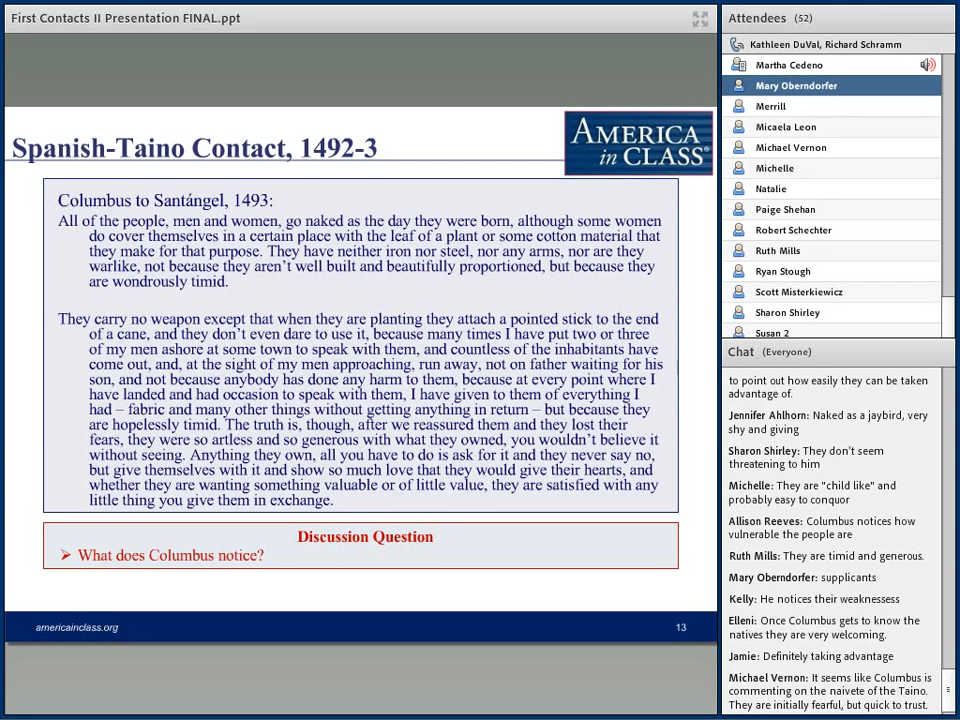 First Contacts II Presentation FINAL.ppt
Spanish-Taino Contact, 1492-3
AMERICA
in CLASS®
Columbus to Santángel, 1493:
All of the people, men and women, go naked as the day they were born, although some women
do cover themselves in a certain place with the leaf of a plant or some cotton material that
they make for that purpose. They have neither iron nor steel, nor any arms, nor are they
warlike, not because they aren't well built and beautifully proportioned, but because they
are wondrously timid.
They carry no weapon except that when they are planting they attach a pointed stick to the end
of a cane, and they don't even dare to use it, because many times I have put two or three
of my men ashore at some town to speak with them, and countless of the inhabitants have
come out, and, at the sight of my men approaching, run away, not on father waiting for his
son, and not because anybody has done any harm to them, because at every point where I
have landed and had occasion to speak with them, I have given to them of everything I
had – fabric and many other things without getting anything in return – but because they
are hopelessly timid. The truth is, though, after we reassured them and they lost their
fears, they were so artless and so generous with what they owned, you wouldn't believe it
without seeing. Anything they own, all you have to do is ask for it and they never say no,
but give themselves with it and show so much love that they would give their hearts, and
whether they are wanting something valuable or of little value, they are satisfied with any
little thing you give them in exchange.
Discussion Question
➢ What does Columbus notice?
americainclass.org
13
Attendees (52)
Kathleen DuVal, Richard Schramm
Martha Cedeno
Mary Oberndorfer
Merrill
Micaela Leon
Michael Vernon
Michelle
Natalie
Paige Shehan
Robert Schechter
Ruth Mills
Ryan Stough
Scott Misterkiewicz
Sharon Shirley
Susan 2
Chat (Everyone)
to point out how easily they can be taken
advantage of.
Jennifer Ahlhorn: Naked as a jaybird, very
shy and giving
Sharon Shirley: They don't seem
threatening to him
Michelle: They are "child like" and
probably easy to conquor
Allison Reeves: Columbus notices how
vulnerable the people are
Ruth Mills: They are timid and generous.
Mary Oberndorfer: supplicants
Kelly: He notices their weaknessess
Elleni: Once Columbus gets to know the
natives they are very welcoming.
Jamie: Definitely taking advantage
Michael Vernon: It seems like Columbus is
commenting on the naivete of the Taino.
They are initially fearful, but quick to trust.